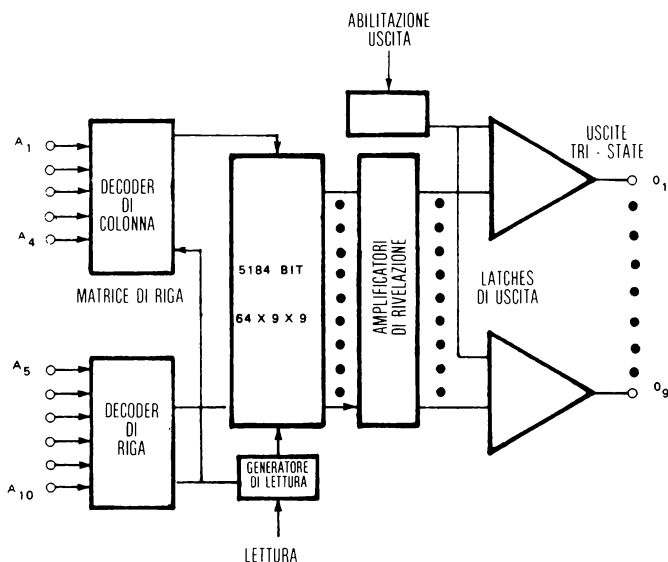 ABILITAZIONE
USCITA
A1
A4
DECODER
DI
COLONNA
MATRICE DI RIGA
A5
A10
DECODER
DI
RIGA
5184 BIT
64 X 9 X 9
GENERATORE
DI LETTURA
LETTURA
AMPLIFICATORI
DI RIVELAZIONE
LATCHES
DI USCITA
USCITE
TRI - STATE
O1
O9